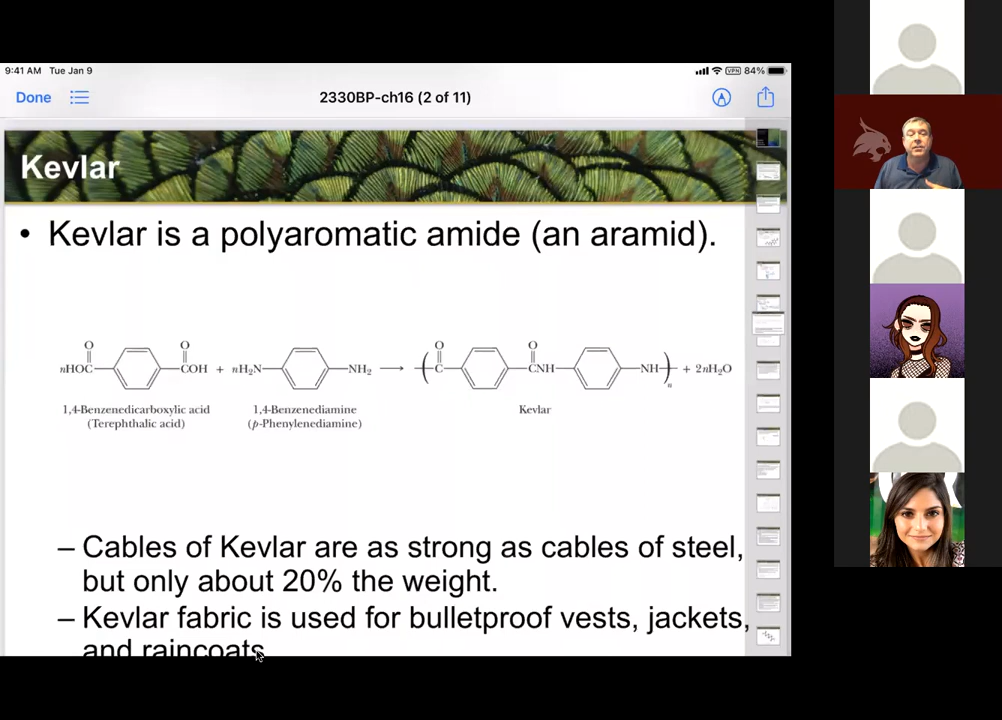 9:41 AM Tue Jan 9
VPN 84%
Done
2330BP-ch16 (2 of 11)
Kevlar
• Kevlar is a polyaromatic amide (an aramid).
O O O O
nHOC COH + nH₂N NH₂ ⟶ ( C CNH NH )n + 2nH₂O
1,4-Benzenedicarboxylic acid 1,4-Benzenediamine Kevlar
(Terephthalic acid) (p-Phenylenediamine)
– Cables of Kevlar are as strong as cables of steel,
but only about 20% the weight.
– Kevlar fabric is used for bulletproof vests, jackets,
and raincoats